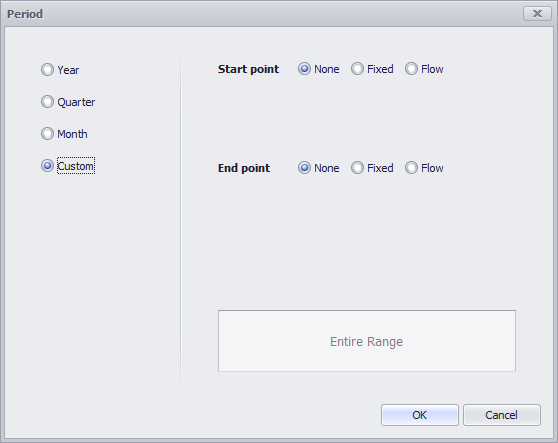 Period
Year
Quarter
Month
Custom
Start point None Fixed Flow
End point None Fixed Flow
Entire Range
OK Cancel